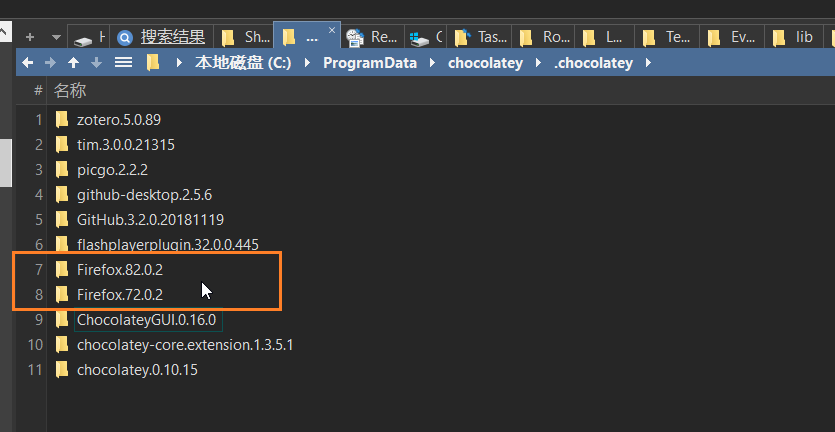 搜索结果 Sh... ... Re... Tas... Ro... L... Te... Ev... lib
本地磁盘 (C:) ProgramData chocolatey .chocolatey
# 名称
1 zotero.5.0.89
2 tim.3.0.0.21315
3 picgo.2.2.2
4 github-desktop.2.5.6
5 GitHub.3.2.0.20181119
6 flashplayerplugin.32.0.0.445
7 Firefox.82.0.2
8 Firefox.72.0.2
9 ChocolateyGUI.0.16.0
10 chocolatey-core.extension.1.3.5.1
11 chocolatey.0.10.15